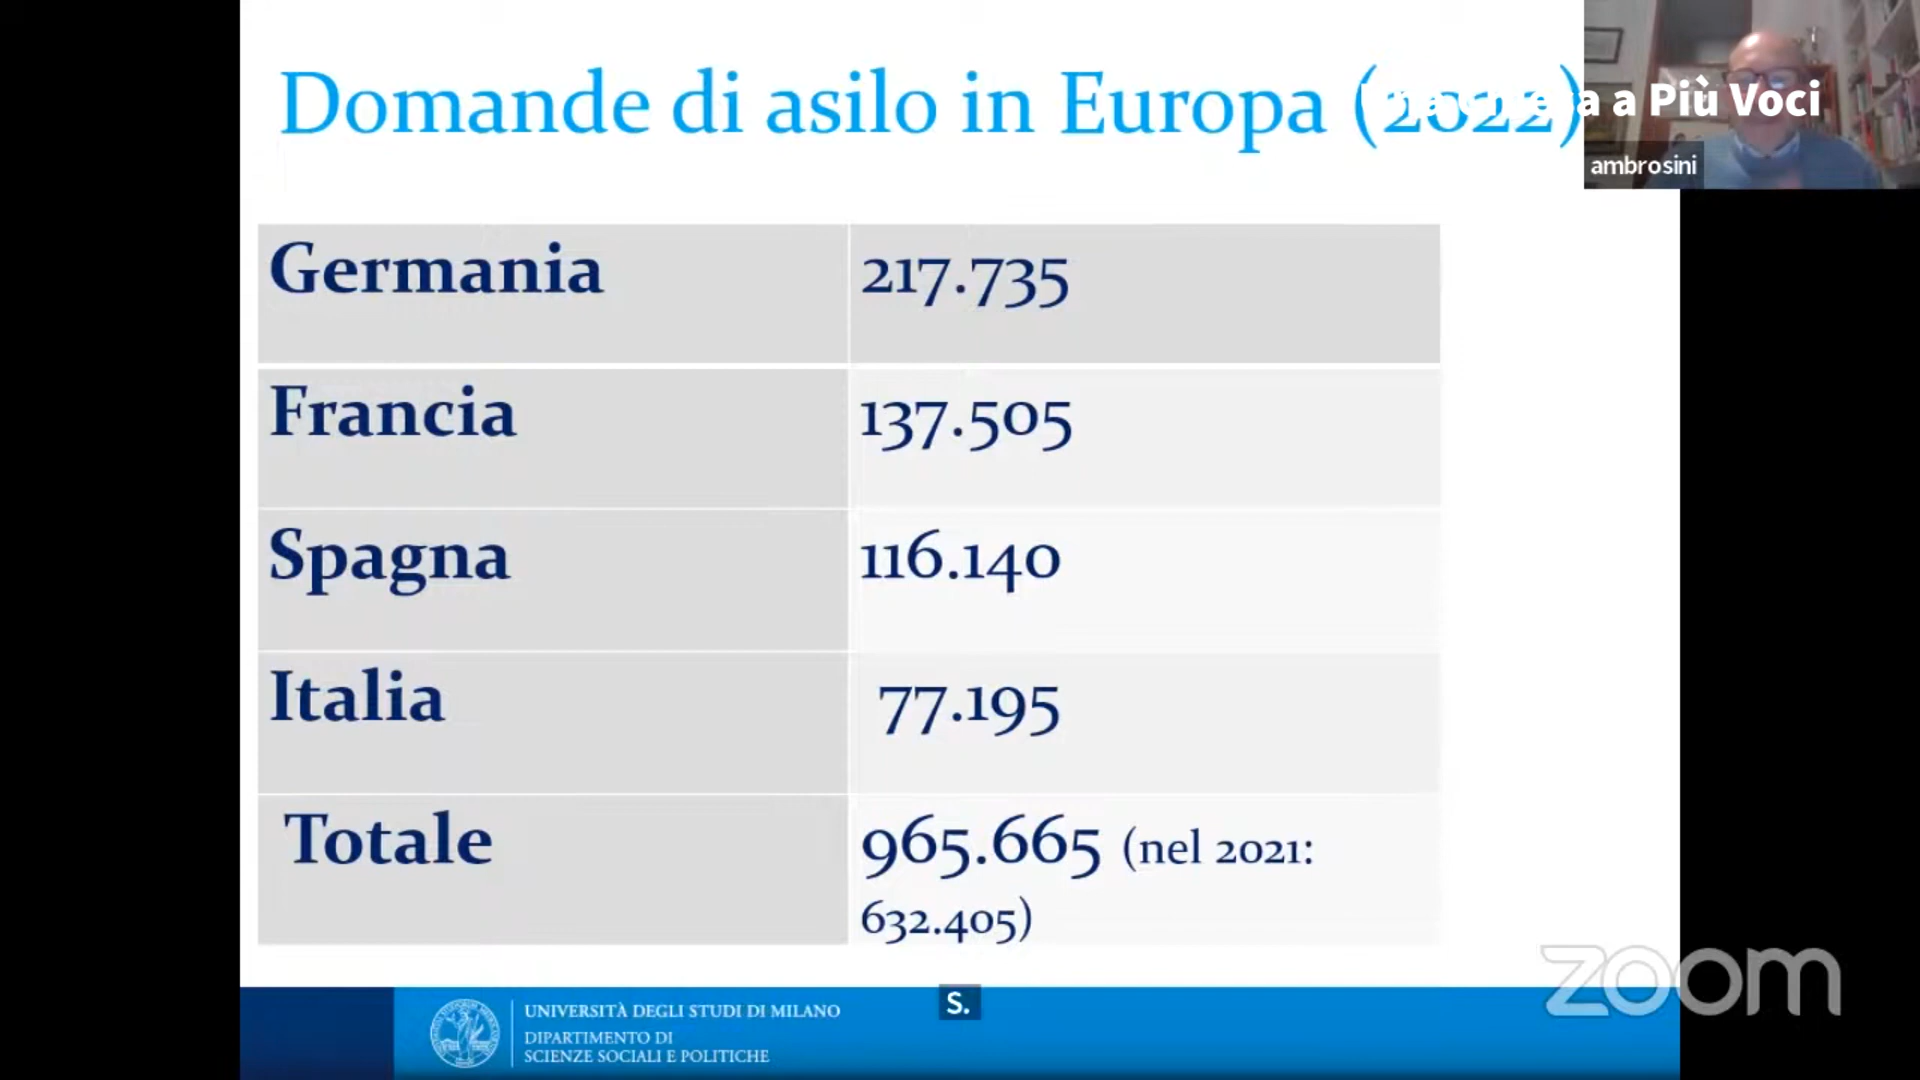 Domande di asilo in Europa (2022)
a a Più Voci
ambrosini
Germania 217.735
Francia 137.505
Spagna 116.140
Italia 77.195
Totale 965.665 (nel 2021:
632.405)
S.
UNIVERSITÀ DEGLI STUDI DI MILANO
DIPARTIMENTO DI
SCIENZE SOCIALI E POLITICHE
zoom